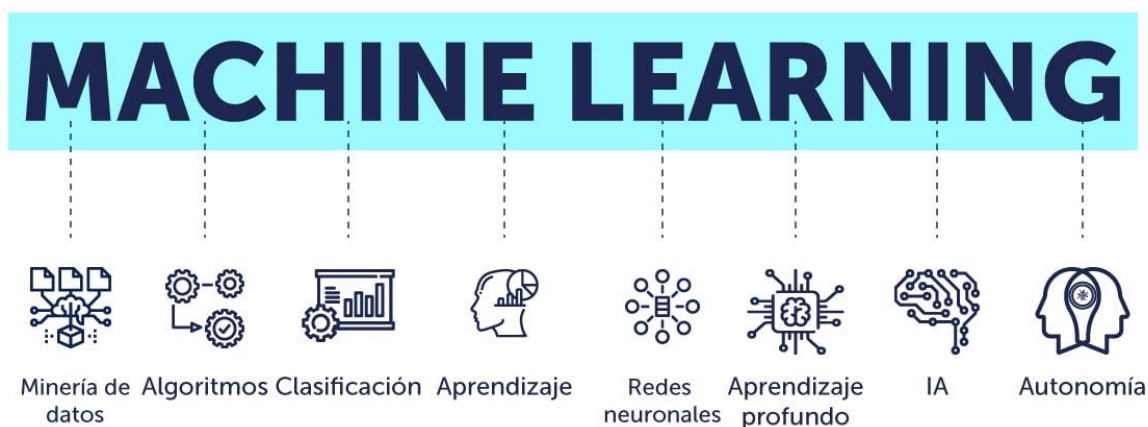 MACHINE LEARNING
Minería de datos
Algoritmos
Clasificación
Aprendizaje
Redes neuronales
Aprendizaje profundo
IA
Autonomía